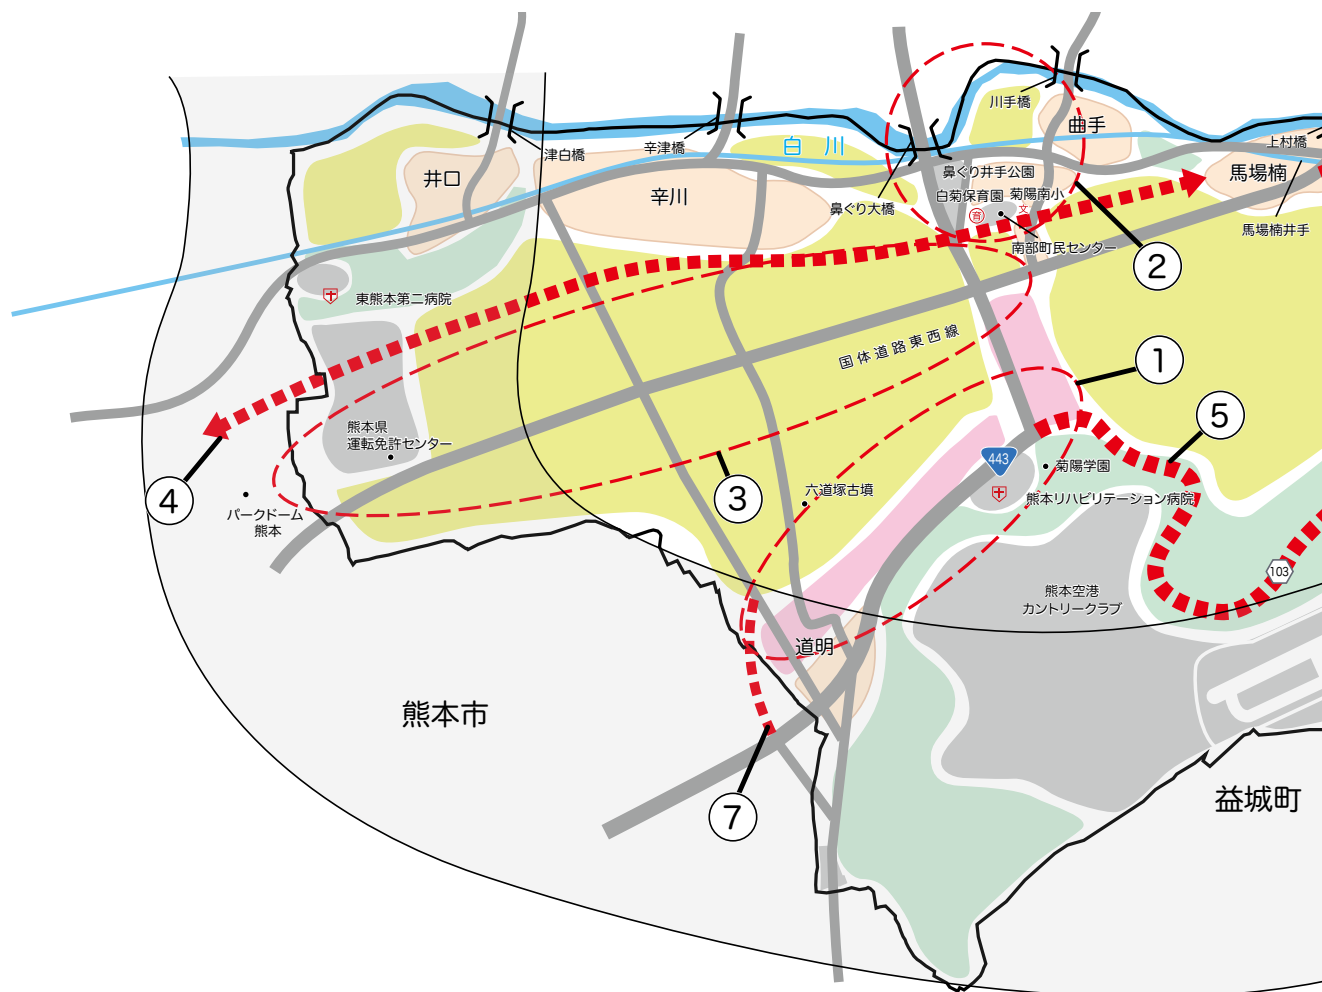 川手橋
曲手
上村橋
津白橋
辛津橋
白川
鼻ぐり井手公園
馬場楠
井口
辛川
白菊保育園
菊陽南小
鼻ぐり大橋
育
文
馬場楠井手
南部町民センター
②
東熊本第二病院
国体道路東西線
①
⑤
熊本県
運転免許センター
443
菊陽学園
④
③
六道塚古墳
熊本リハビリテーション病院
パークドーム
熊本
103
熊本空港
カントリークラブ
道明
熊本市
益城町
⑦